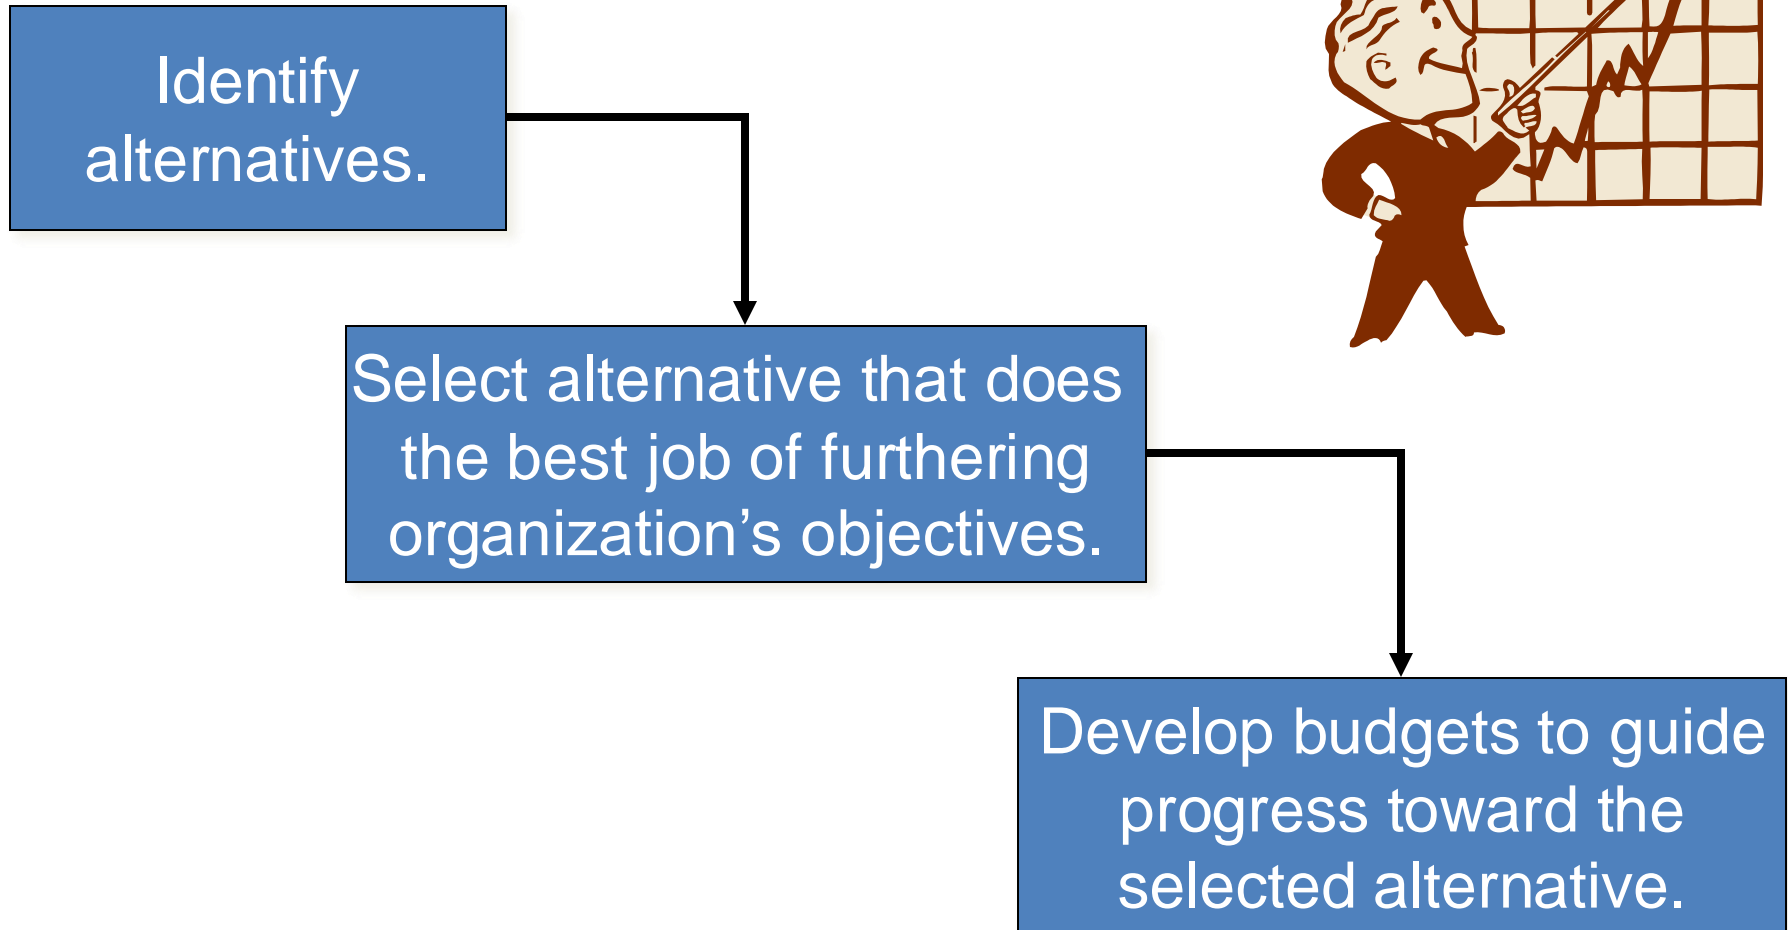 Identify
alternatives.
Select alternative that does
the best job of furthering
organization’s objectives.
Develop budgets to guide
progress toward the
selected alternative.